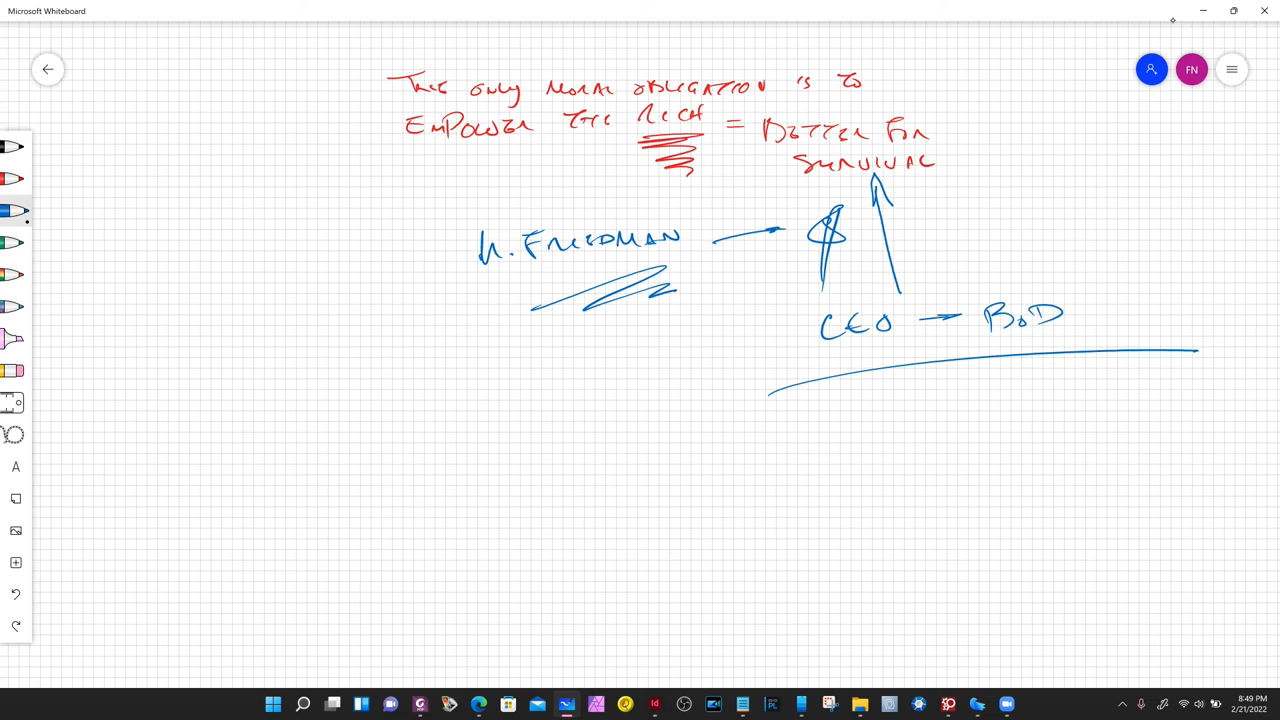 Microsoft Whiteboard
THE ONLY MORAL OBLIGATION IS TO
EMPOWER THE RICH = BETTER FOR
SURVIVAL
FN
M. FRIEDMAN → $
CEO → BoD
A
8:49 PM
2/21/2022